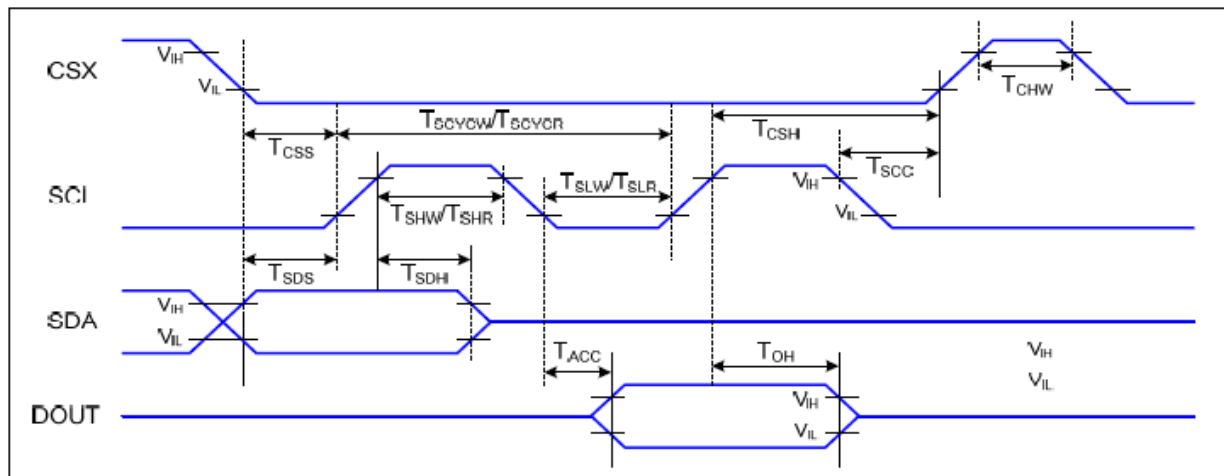 CSX
VIH
VIL
TCHW
TSCYCW/TSCYCR
TCSH
TCSS
TSCC
SCL
TSLW/TSLR
VIH
TSHW/TSHR
VIL
TSDS
TSDH
SDA
VIH
VIL
TACC
TOH
VIH
VIL
DOUT
VIH
VIL